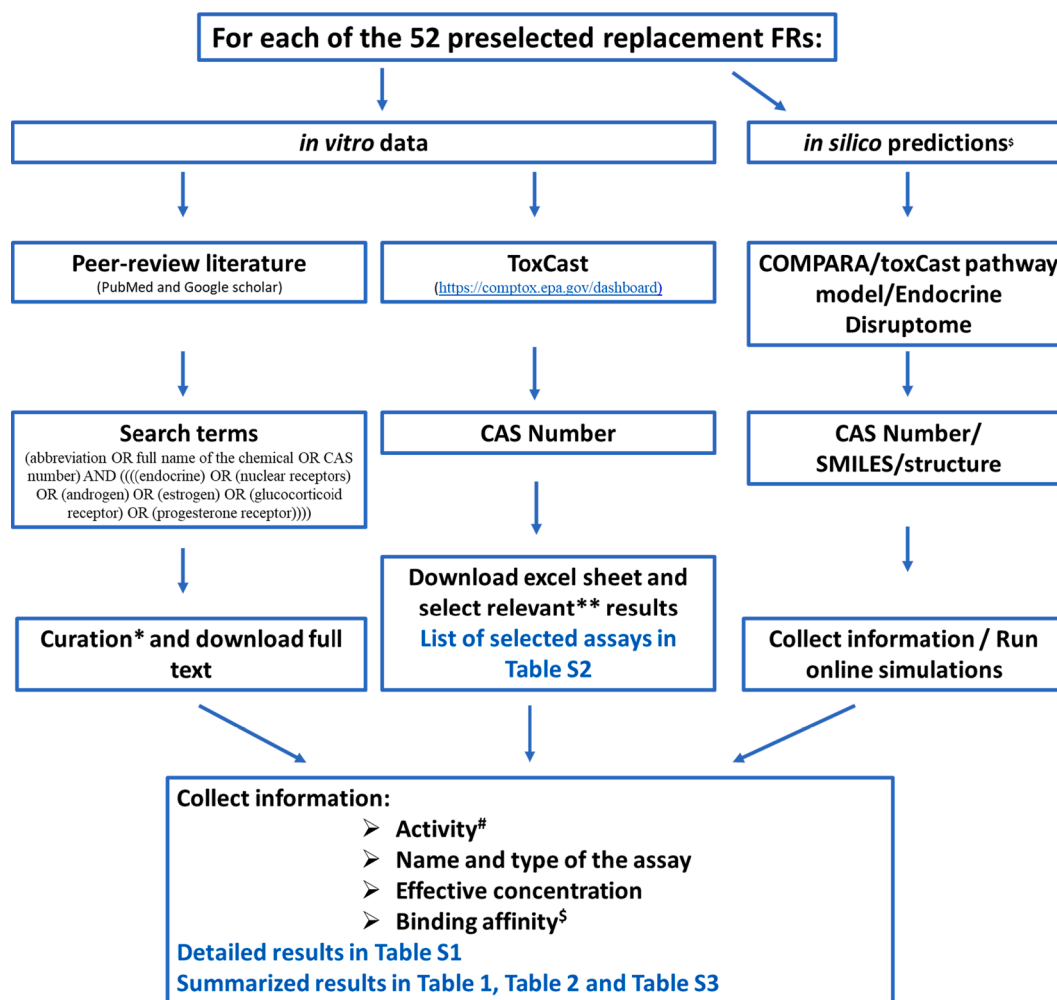 For each of the 52 preselected replacement FRs:
in vitro data
in silico predictions$
Peer-review literature
(PubMed and Google scholar)
ToxCast
(https://comptox.epa.gov/dashboard)
COMPARA/toxCast pathway
model/Endocrine
Disruptome
Search terms
(abbreviation OR full name of the chemical OR CAS
number) AND ((((endocrine) OR (nuclear receptors)
OR (androgen) OR (estrogen) OR (glucocorticoid
receptor) OR (progesterone receptor))))
CAS Number
CAS Number/
SMILES/structure
Curation* and download full
text
Download excel sheet and
select relevant** results
List of selected assays in
Table S2
Collect information / Run
online simulations
Collect information:
➢ Activity#
➢ Name and type of the assay
➢ Effective concentration
➢ Binding affinity$
Detailed results in Table S1
Summarized results in Table 1, Table 2 and Table S3